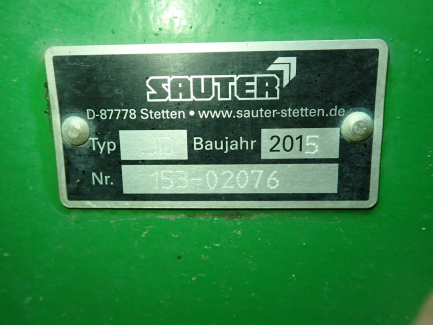 SAUTER
D-87778 Stetten • www.sauter-stetten.de
Typ Baujahr 2015
Nr. 153-02076